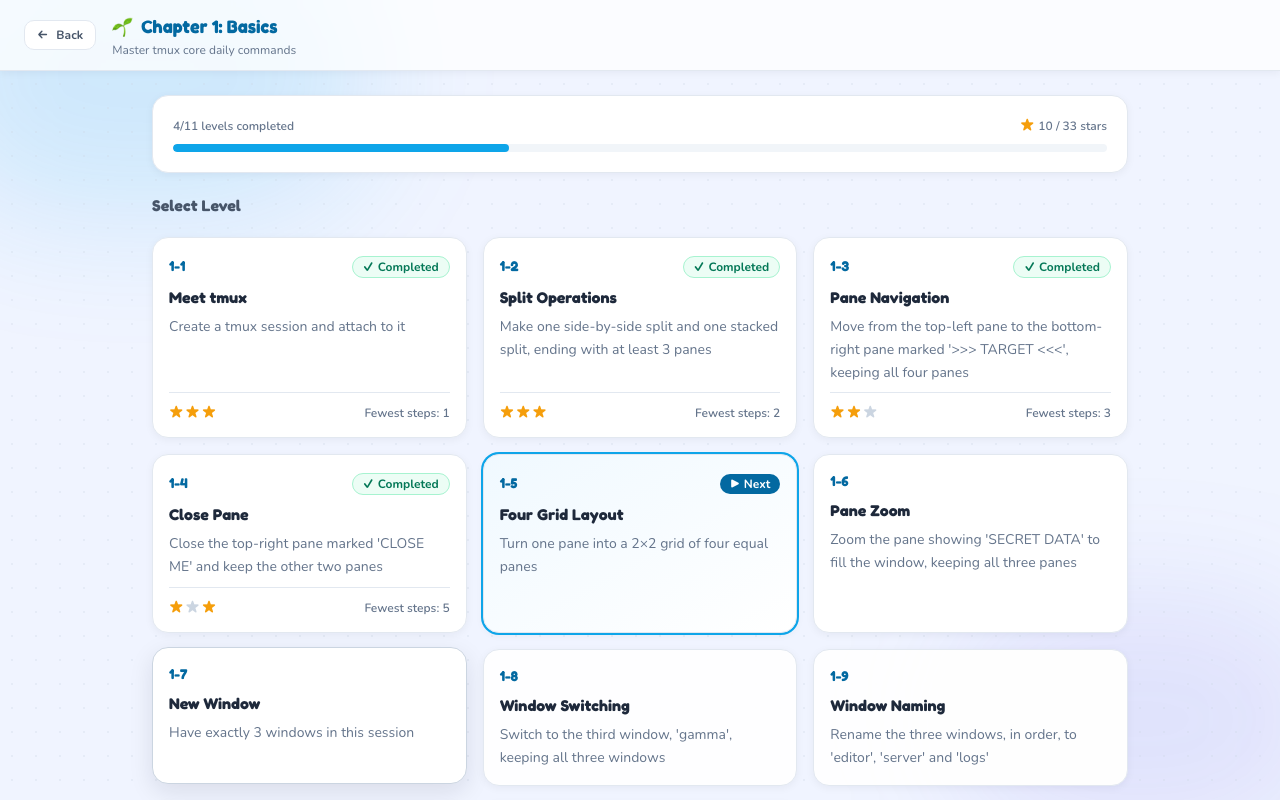 ← Back
Chapter 1: Basics
Master tmux core daily commands
4/11 levels completed
10 / 33 stars
Select Level
1-1
✓ Completed
Meet tmux
Create a tmux session and attach to it
Fewest steps: 1
1-2
✓ Completed
Split Operations
Make one side-by-side split and one stacked
split, ending with at least 3 panes
Fewest steps: 2
1-3
✓ Completed
Pane Navigation
Move from the top-left pane to the bottom-
right pane marked '>>> TARGET <<<',
keeping all four panes
Fewest steps: 3
1-4
✓ Completed
Close Pane
Close the top-right pane marked 'CLOSE
ME' and keep the other two panes
Fewest steps: 5
1-5
▶ Next
Four Grid Layout
Turn one pane into a 2×2 grid of four equal
panes
1-6
Pane Zoom
Zoom the pane showing 'SECRET DATA' to
fill the window, keeping all three panes
1-7
New Window
Have exactly 3 windows in this session
1-8
Window Switching
Switch to the third window, 'gamma',
keeping all three windows
1-9
Window Naming
Rename the three windows, in order, to
'editor', 'server' and 'logs'